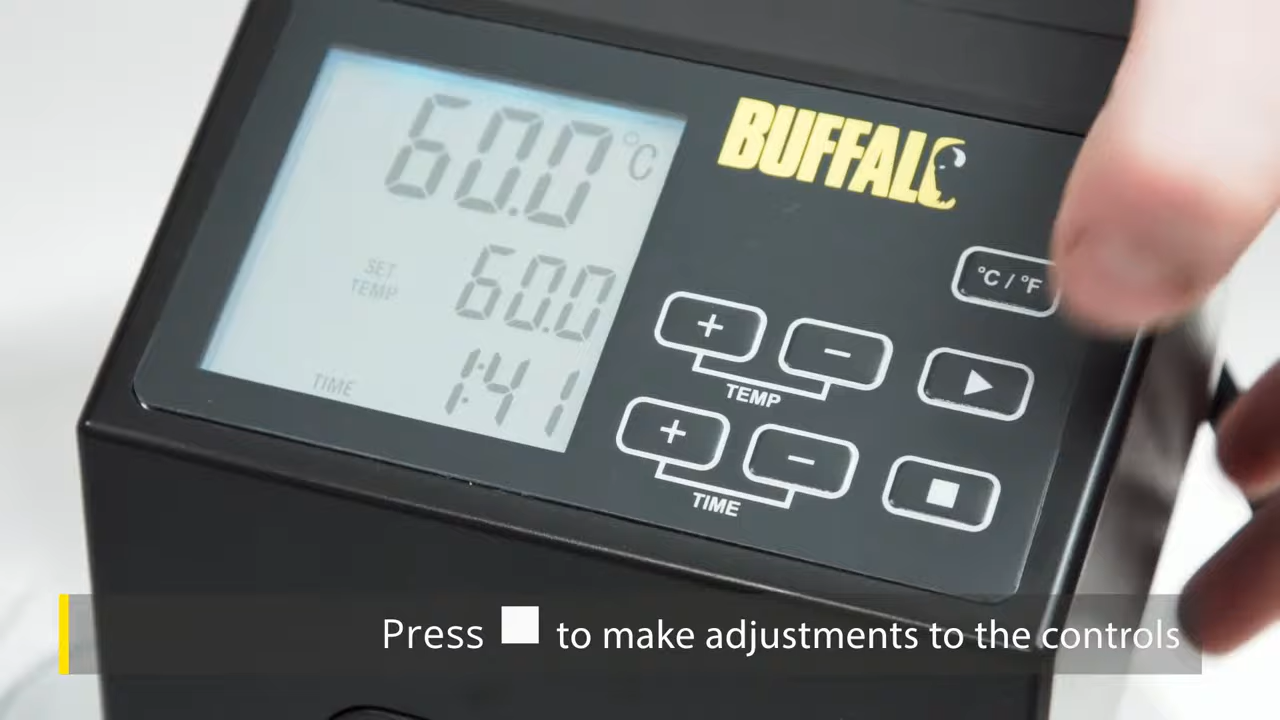 60.0 °C
SET
TEMP
60.0
TIME
1:41
BUFFALO
°C / °F
+
−
TEMP
+
−
TIME
Press to make adjustments to the controls